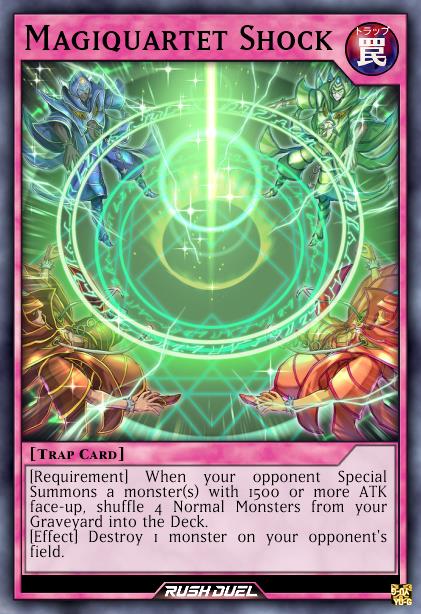 Magiquartet Shock
トラップ
罠
[Trap Card]
[Requirement] When your opponent Special
Summons a monster(s) with 1500 or more ATK
face-up, shuffle 4 Normal Monsters from your
Graveyard into the Deck.
[Effect] Destroy 1 monster on your opponent's
field.
RUSH DUEL